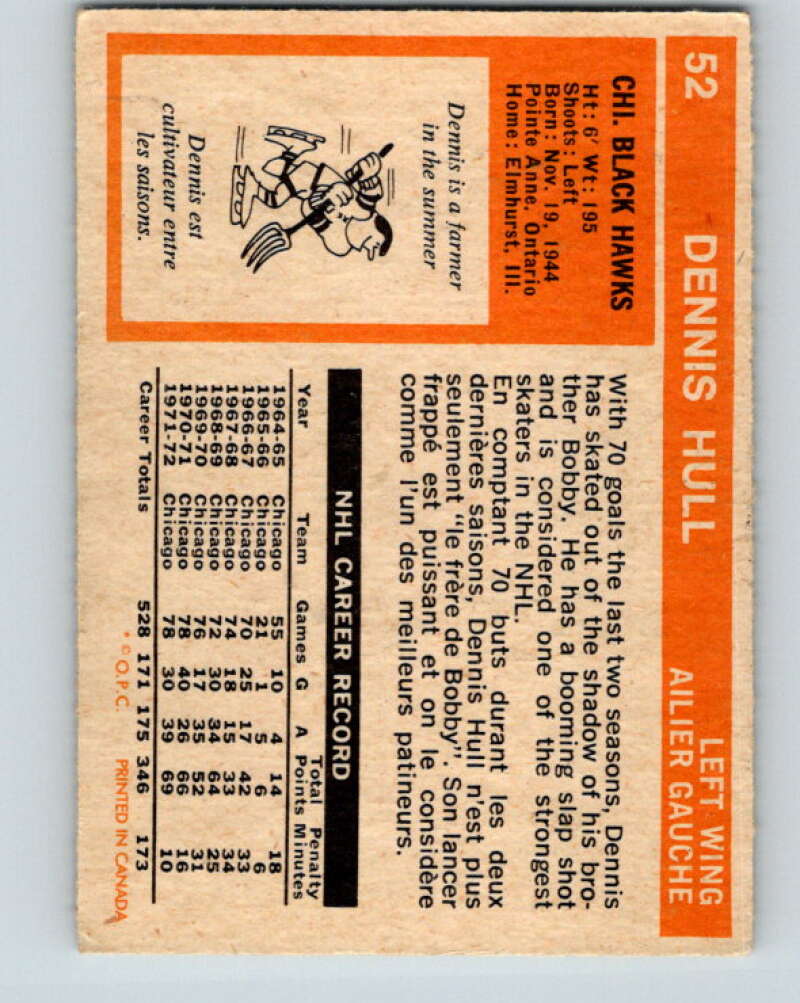 52 DENNIS HULL LEFT WING
AILIER GAUCHE
CHI. BLACK HAWKS
Ht: 6' Wt: 195
Shoots: Left
Born: Nov. 19, 1944
Pointe Anne, Ontario
Home: Elmhurst, Ill.
Dennis is a farmer
in the summer
Dennis est
cultivateur entre
les saisons.
With 70 goals the last two seasons, Dennis
has skated out of the shadow of his bro-
ther Bobby. He has a booming slap shot
and is considered one of the strongest
skaters in the NHL.
En comptant 70 buts durant les deux
dernières saisons, Dennis Hull n'est plus
seulement "le frère de Bobby". Son lancer
frappé est puissant et on le considère
comme l'un des meilleurs patineurs.
NHL CAREER RECORD
Total Penalty
Year Team Games G A Points Minutes
1964-65 Chicago 55 10 4 14 18
1965-66 Chicago 21 1 5 6 6
1966-67 Chicago 70 25 17 42 33
1967-68 Chicago 74 18 15 33 34
1968-69 Chicago 72 30 34 64 25
1969-70 Chicago 76 17 35 52 31
1970-71 Chicago 78 40 26 66 16
1971-72 Chicago 78 30 39 69 10
Career Totals 528 171 175 346 173
* © O.P.C. PRINTED IN CANADA